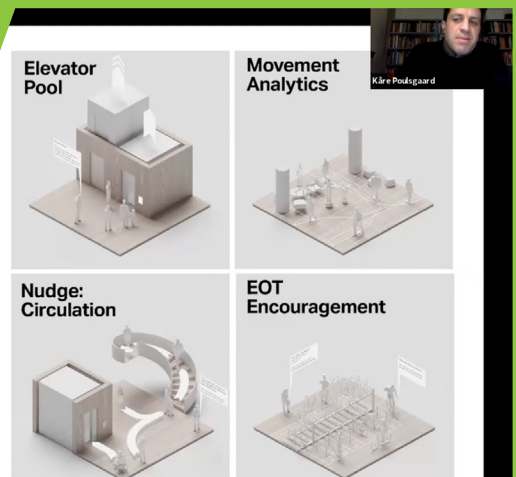 Elevator
Pool
Movement
Analytics
Kåre Poulsgaard
Nudge:
Circulation
EOT
Encouragement